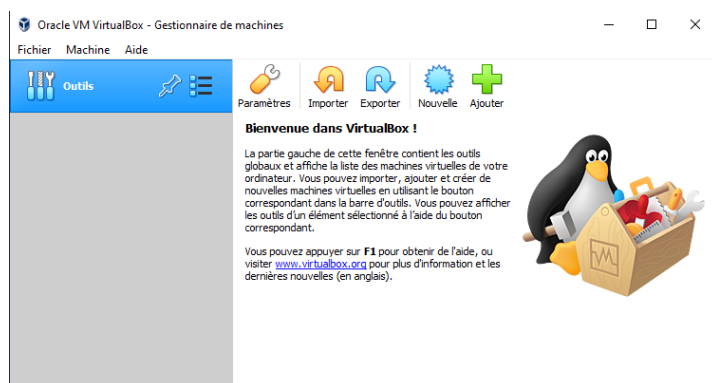 Oracle VM VirtualBox - Gestionnaire de machines
Fichier Machine Aide
Outils
Paramètres Importer Exporter Nouvelle Ajouter
Bienvenue dans VirtualBox !
La partie gauche de cette fenêtre contient les outils
globaux et affiche la liste des machines virtuelles de votre
ordinateur. Vous pouvez importer, ajouter et créer de
nouvelles machines virtuelles en utilisant le bouton
correspondant dans la barre d'outils. Vous pouvez afficher
les outils d'un élément sélectionné à l'aide du bouton
correspondant.
Vous pouvez appuyer sur F1 pour obtenir de l'aide, ou
visiter www.virtualbox.org pour plus d'information et les
dernières nouvelles (en anglais).